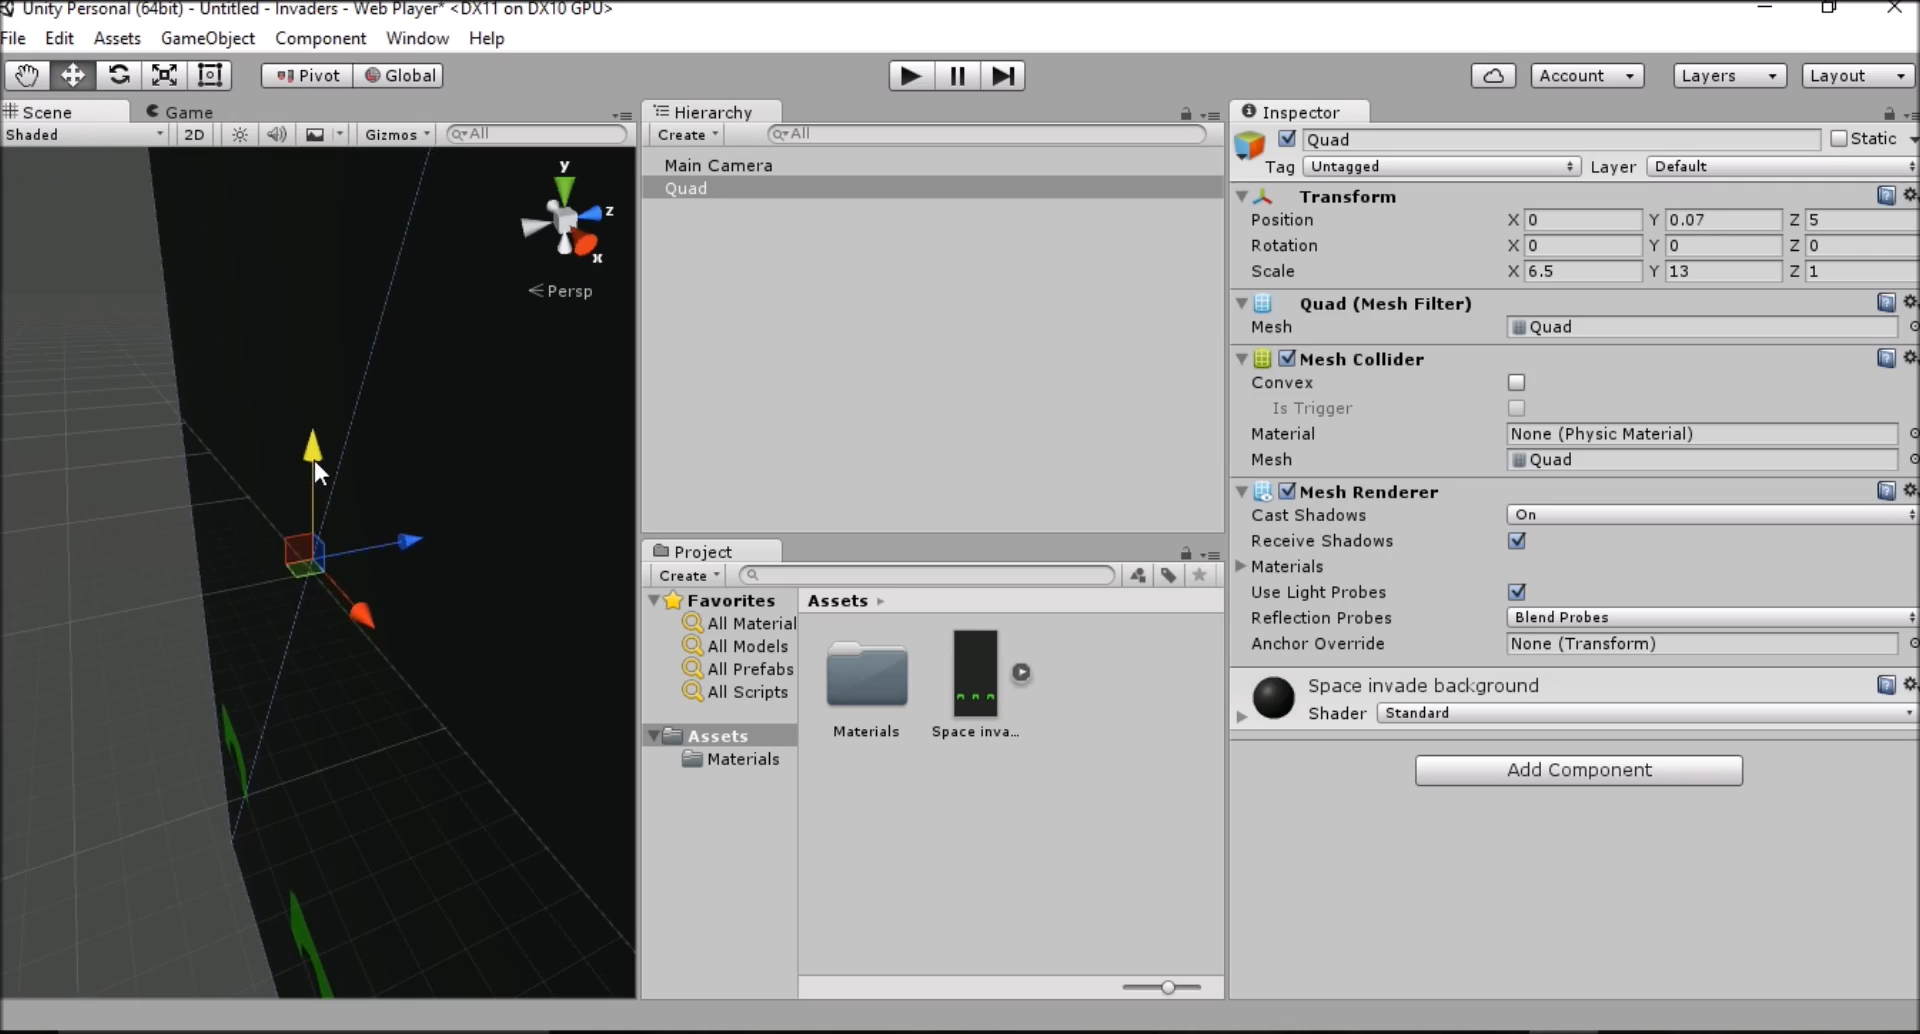 Unity Personal (64bit) - Untitled - Invaders - Web Player* <DX11 on DX10 GPU>
File Edit Assets GameObject Component Window Help
Pivot Global Account Layers Layout
Scene Game
Shaded 2D Gizmos All
y
z
x
Persp
Hierarchy
Create All
Main Camera
Quad
Project
Create
Favorites
All Material
All Models
All Prefabs
All Scripts
Assets
Materials
Assets
Materials
Space inva...
Inspector
Quad Static
Tag Untagged Layer Default
Transform
Position X 0 Y 0.07 Z 5
Rotation X 0 Y 0 Z 0
Scale X 6.5 Y 13 Z 1
Quad (Mesh Filter)
Mesh Quad
Mesh Collider
Convex
Is Trigger
Material None (Physic Material)
Mesh Quad
Mesh Renderer
Cast Shadows On
Receive Shadows
Materials
Use Light Probes
Reflection Probes Blend Probes
Anchor Override None (Transform)
Space invade background
Shader Standard
Add Component